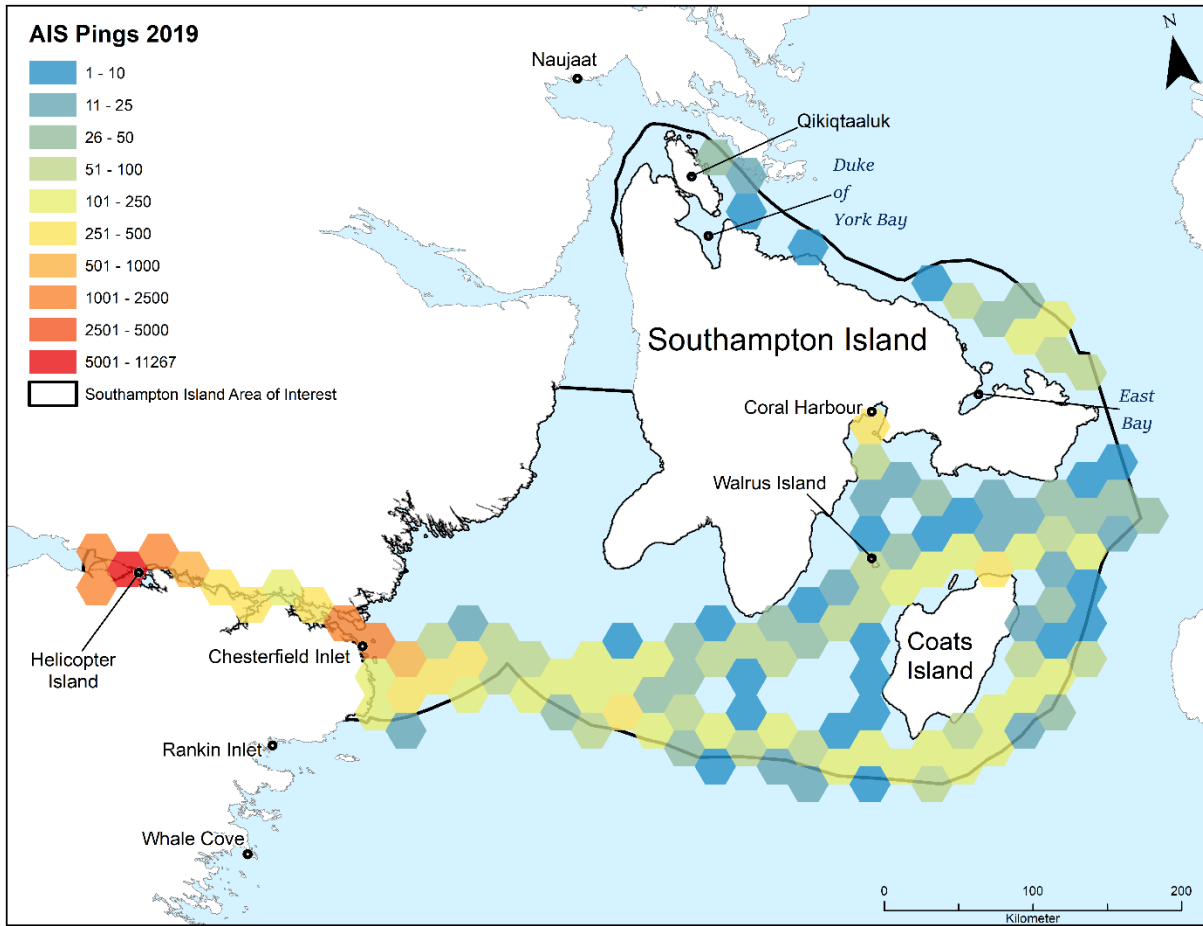 AIS Pings 2019
1 - 10
11 - 25
26 - 50
51 - 100
101 - 250
251 - 500
501 - 1000
1001 - 2500
2501 - 5000
5001 - 11267
Southampton Island Area of Interest
N
Naujaat
Qikiqtaaluk
Duke
of
York Bay
Southampton Island
Coral Harbour
East
Bay
Walrus Island
Helicopter
Island
Chesterfield Inlet
Coats
Island
Rankin Inlet
Whale Cove
0 100 200
Kilometer